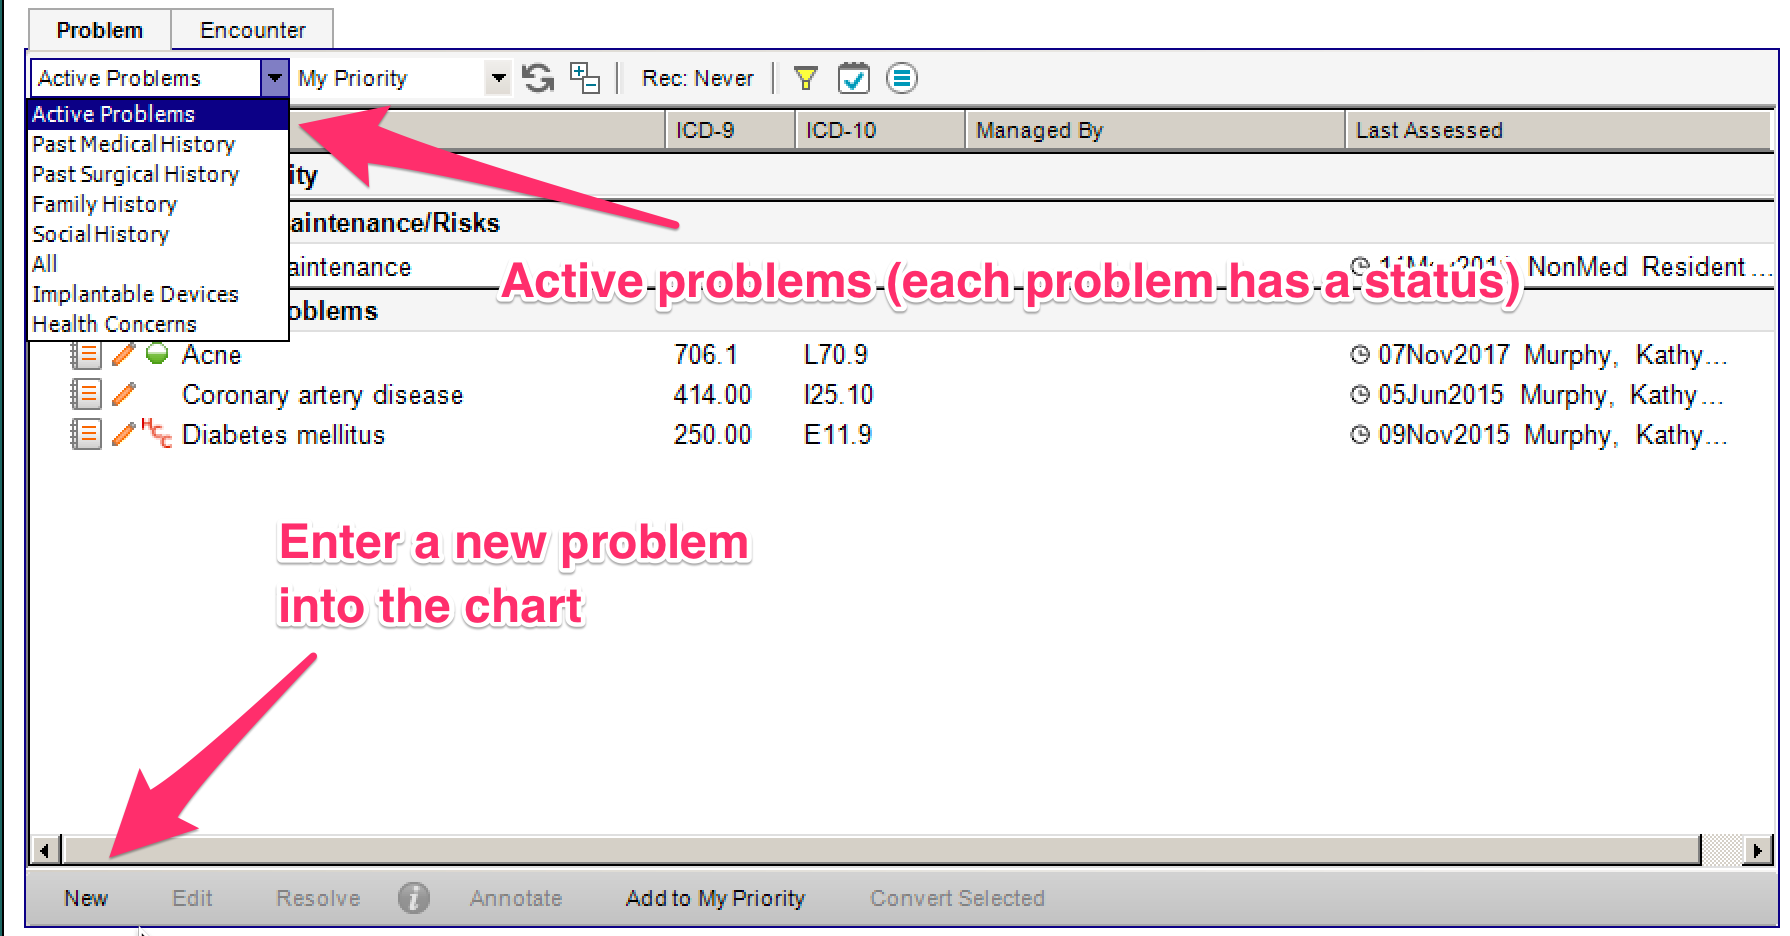 Problem Encounter
Active Problems My Priority Rec: Never
Active Problems
Past Medical History
Past Surgical History
Family History
Social History
All
Implantable Devices
Health Concerns
ICD-9 ICD-10 Managed By Last Assessed
ity
aintenance/Risks
aintenance NonMed Resident ...
Active problems (each problem has a status)
oblems
Acne 706.1 L70.9 07Nov2017 Murphy, Kathy...
Coronary artery disease 414.00 I25.10 05Jun2015 Murphy, Kathy...
HCC Diabetes mellitus 250.00 E11.9 09Nov2015 Murphy, Kathy...
Enter a new problem
into the chart
New Edit Resolve i Annotate Add to My Priority Convert Selected